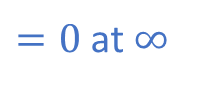 = 0 at ∞